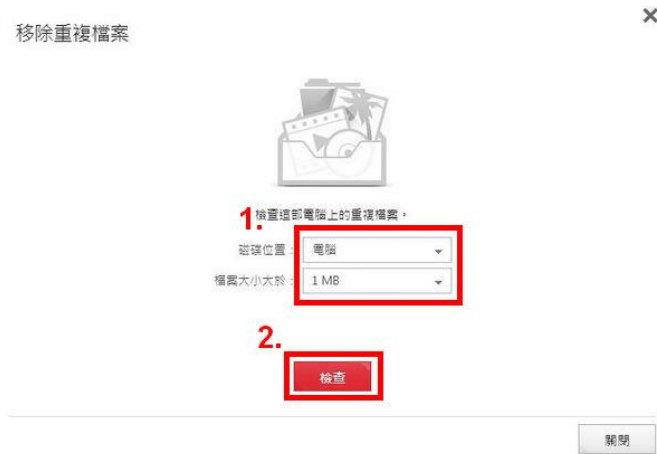 移除重複檔案
檢查這部電腦上的重複檔案。
1.
磁碟位置：
電腦
檔案大小大於：
1 MB
2.
檢查
關閉